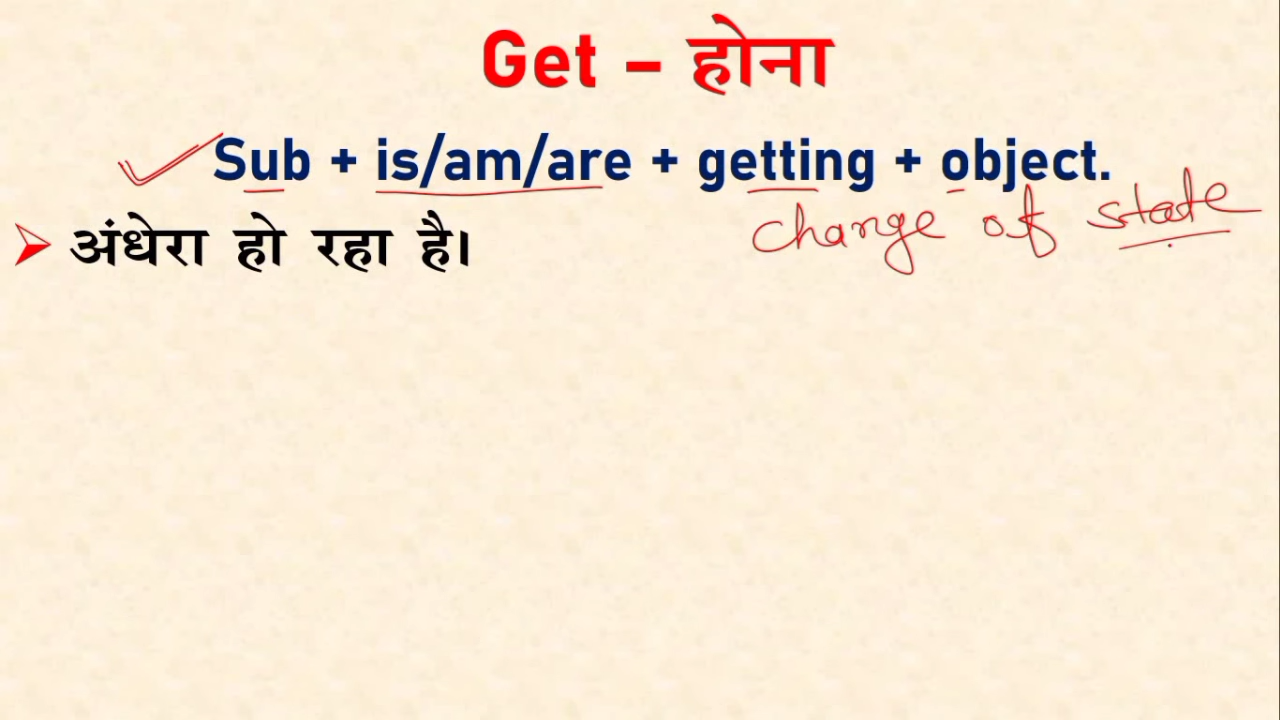 Get – होना
Sub + is/am/are + getting + object.
change of state
अंधेरा हो रहा है।